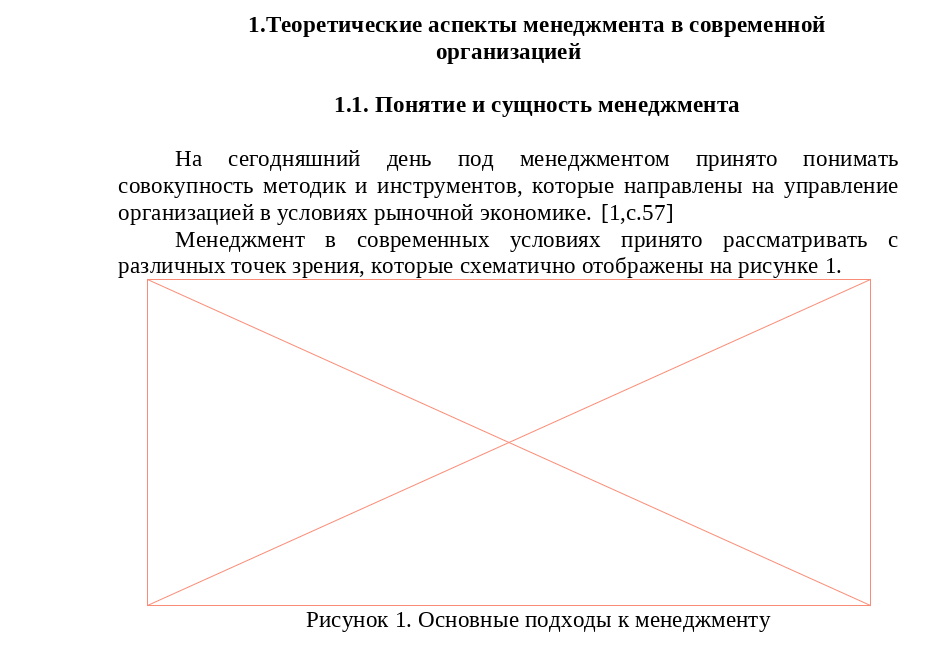 1.Теоретические аспекты менеджмента в современной
организацией
1.1. Понятие и сущность менеджмента
На сегодняшний день под менеджментом принято понимать
совокупность методик и инструментов, которые направлены на управление
организацией в условиях рыночной экономике. [1,с.57]
Менеджмент в современных условиях принято рассматривать с
различных точек зрения, которые схематично отображены на рисунке 1.
Рисунок 1. Основные подходы к менеджменту